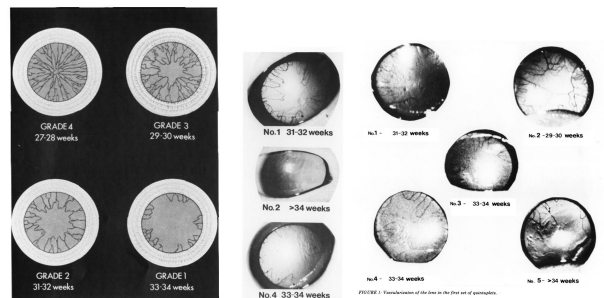 GRADE 4
27-28 weeks
GRADE 3
29-30 weeks
GRADE 2
31-32 weeks
GRADE 1
33-34 weeks
No.1 31-32 weeks
No.2 >34 weeks
No.4 33-34 weeks
No.1 - 31-32 weeks
No.2 -29-30 weeks
No.3 - 33-34 weeks
No.4 - 33-34 weeks
No. 5- >34 weeks
FIGURE 1: Vascularization of the lens in the first set of quintuplets.